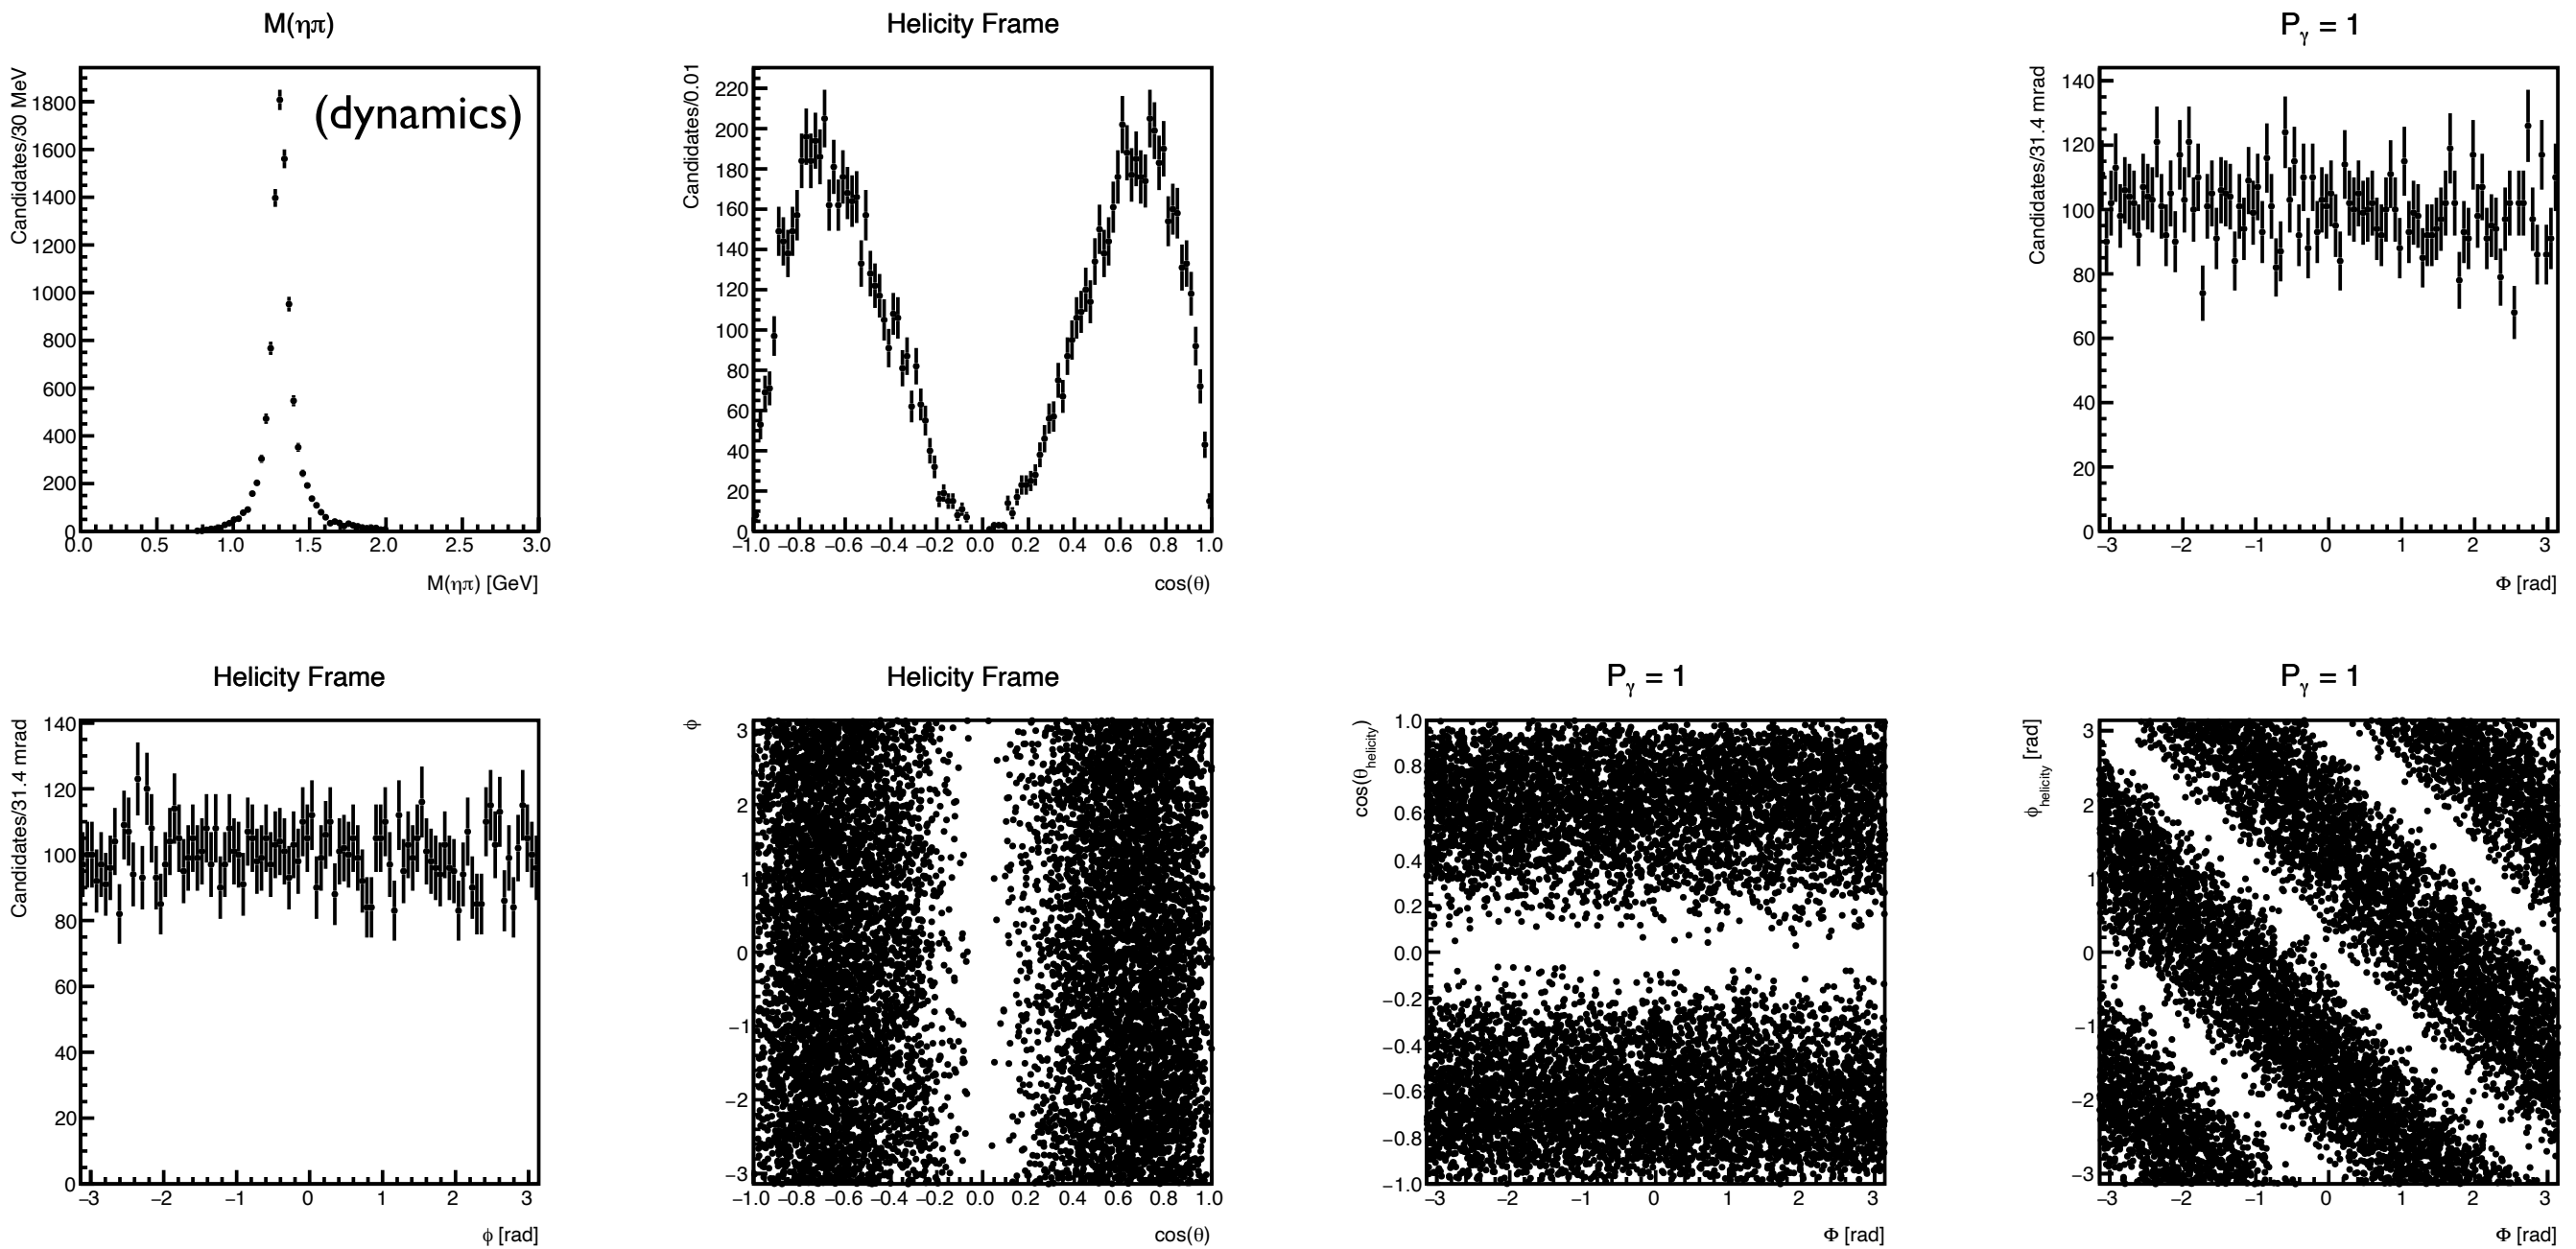 M(ηπ)
Candidates/30 MeV
(dynamics)
1800
1600
1400
1200
1000
800
600
400
200
0
0.0 0.5 1.0 1.5 2.0 2.5 3.0
M(ηπ) [GeV]
Helicity Frame
Candidates/0.01
220
200
180
160
140
120
100
80
60
40
20
0
−1.0 −0.8 −0.6 −0.4 −0.2 0.0 0.2 0.4 0.6 0.8 1.0
cos(θ)
Pγ = 1
Candidates/31.4 mrad
140
120
100
80
60
40
20
0
−3 −2 −1 0 1 2 3
Φ [rad]
Helicity Frame
Candidates/31.4 mrad
140
120
100
80
60
40
20
0
−3 −2 −1 0 1 2 3
ϕ [rad]
Helicity Frame
ϕ
3
2
1
0
−1
−2
−3
−1.0 −0.8 −0.6 −0.4 −0.2 0.0 0.2 0.4 0.6 0.8 1.0
cos(θ)
Pγ = 1
cos(θhelicity)
1.0
0.8
0.6
0.4
0.2
0.0
−0.2
−0.4
−0.6
−0.8
−1.0
−3 −2 −1 0 1 2 3
Φ [rad]
Pγ = 1
ϕhelicity [rad]
3
2
1
0
−1
−2
−3
−3 −2 −1 0 1 2 3
Φ [rad]